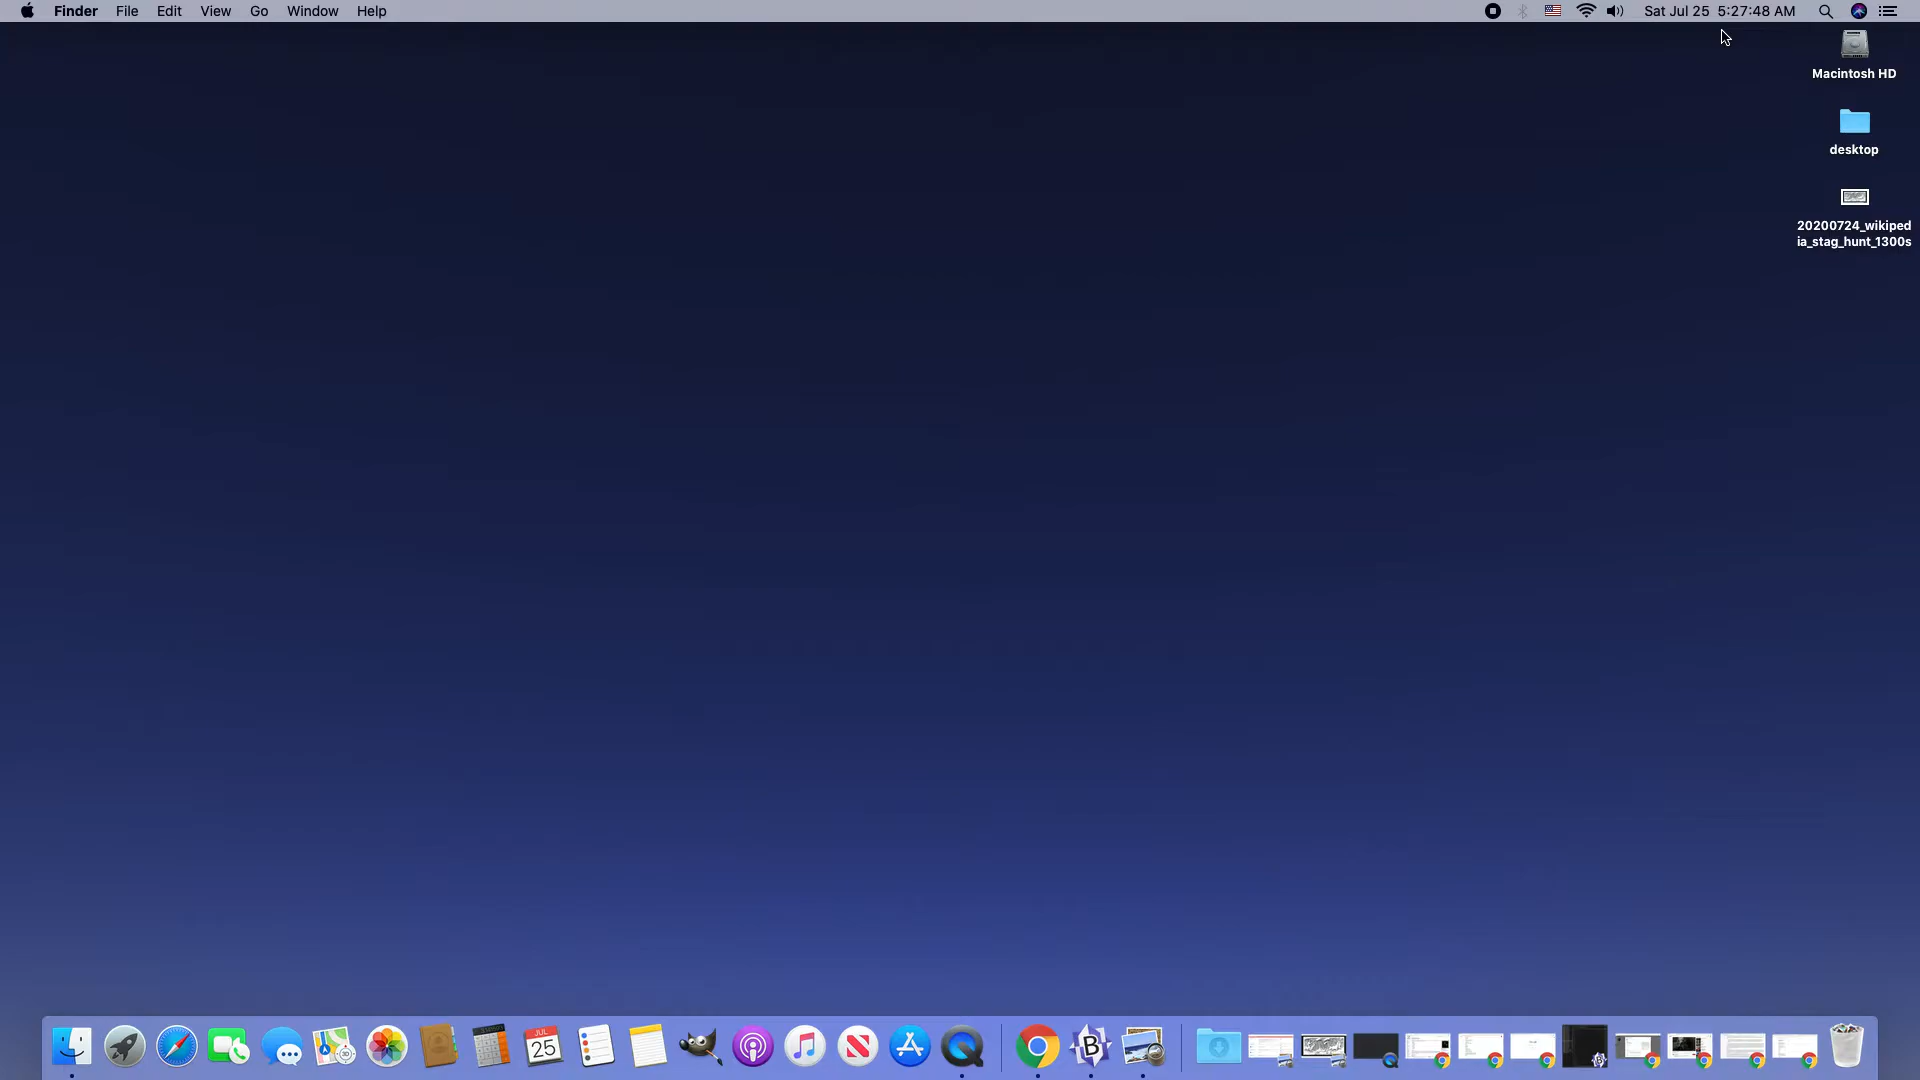 Finder File Edit View Go Window Help Sat Jul 25 5:27:48 AM
Macintosh HD
desktop
20200724_wikiped
ia_stag_hunt_1300s
JUL
25